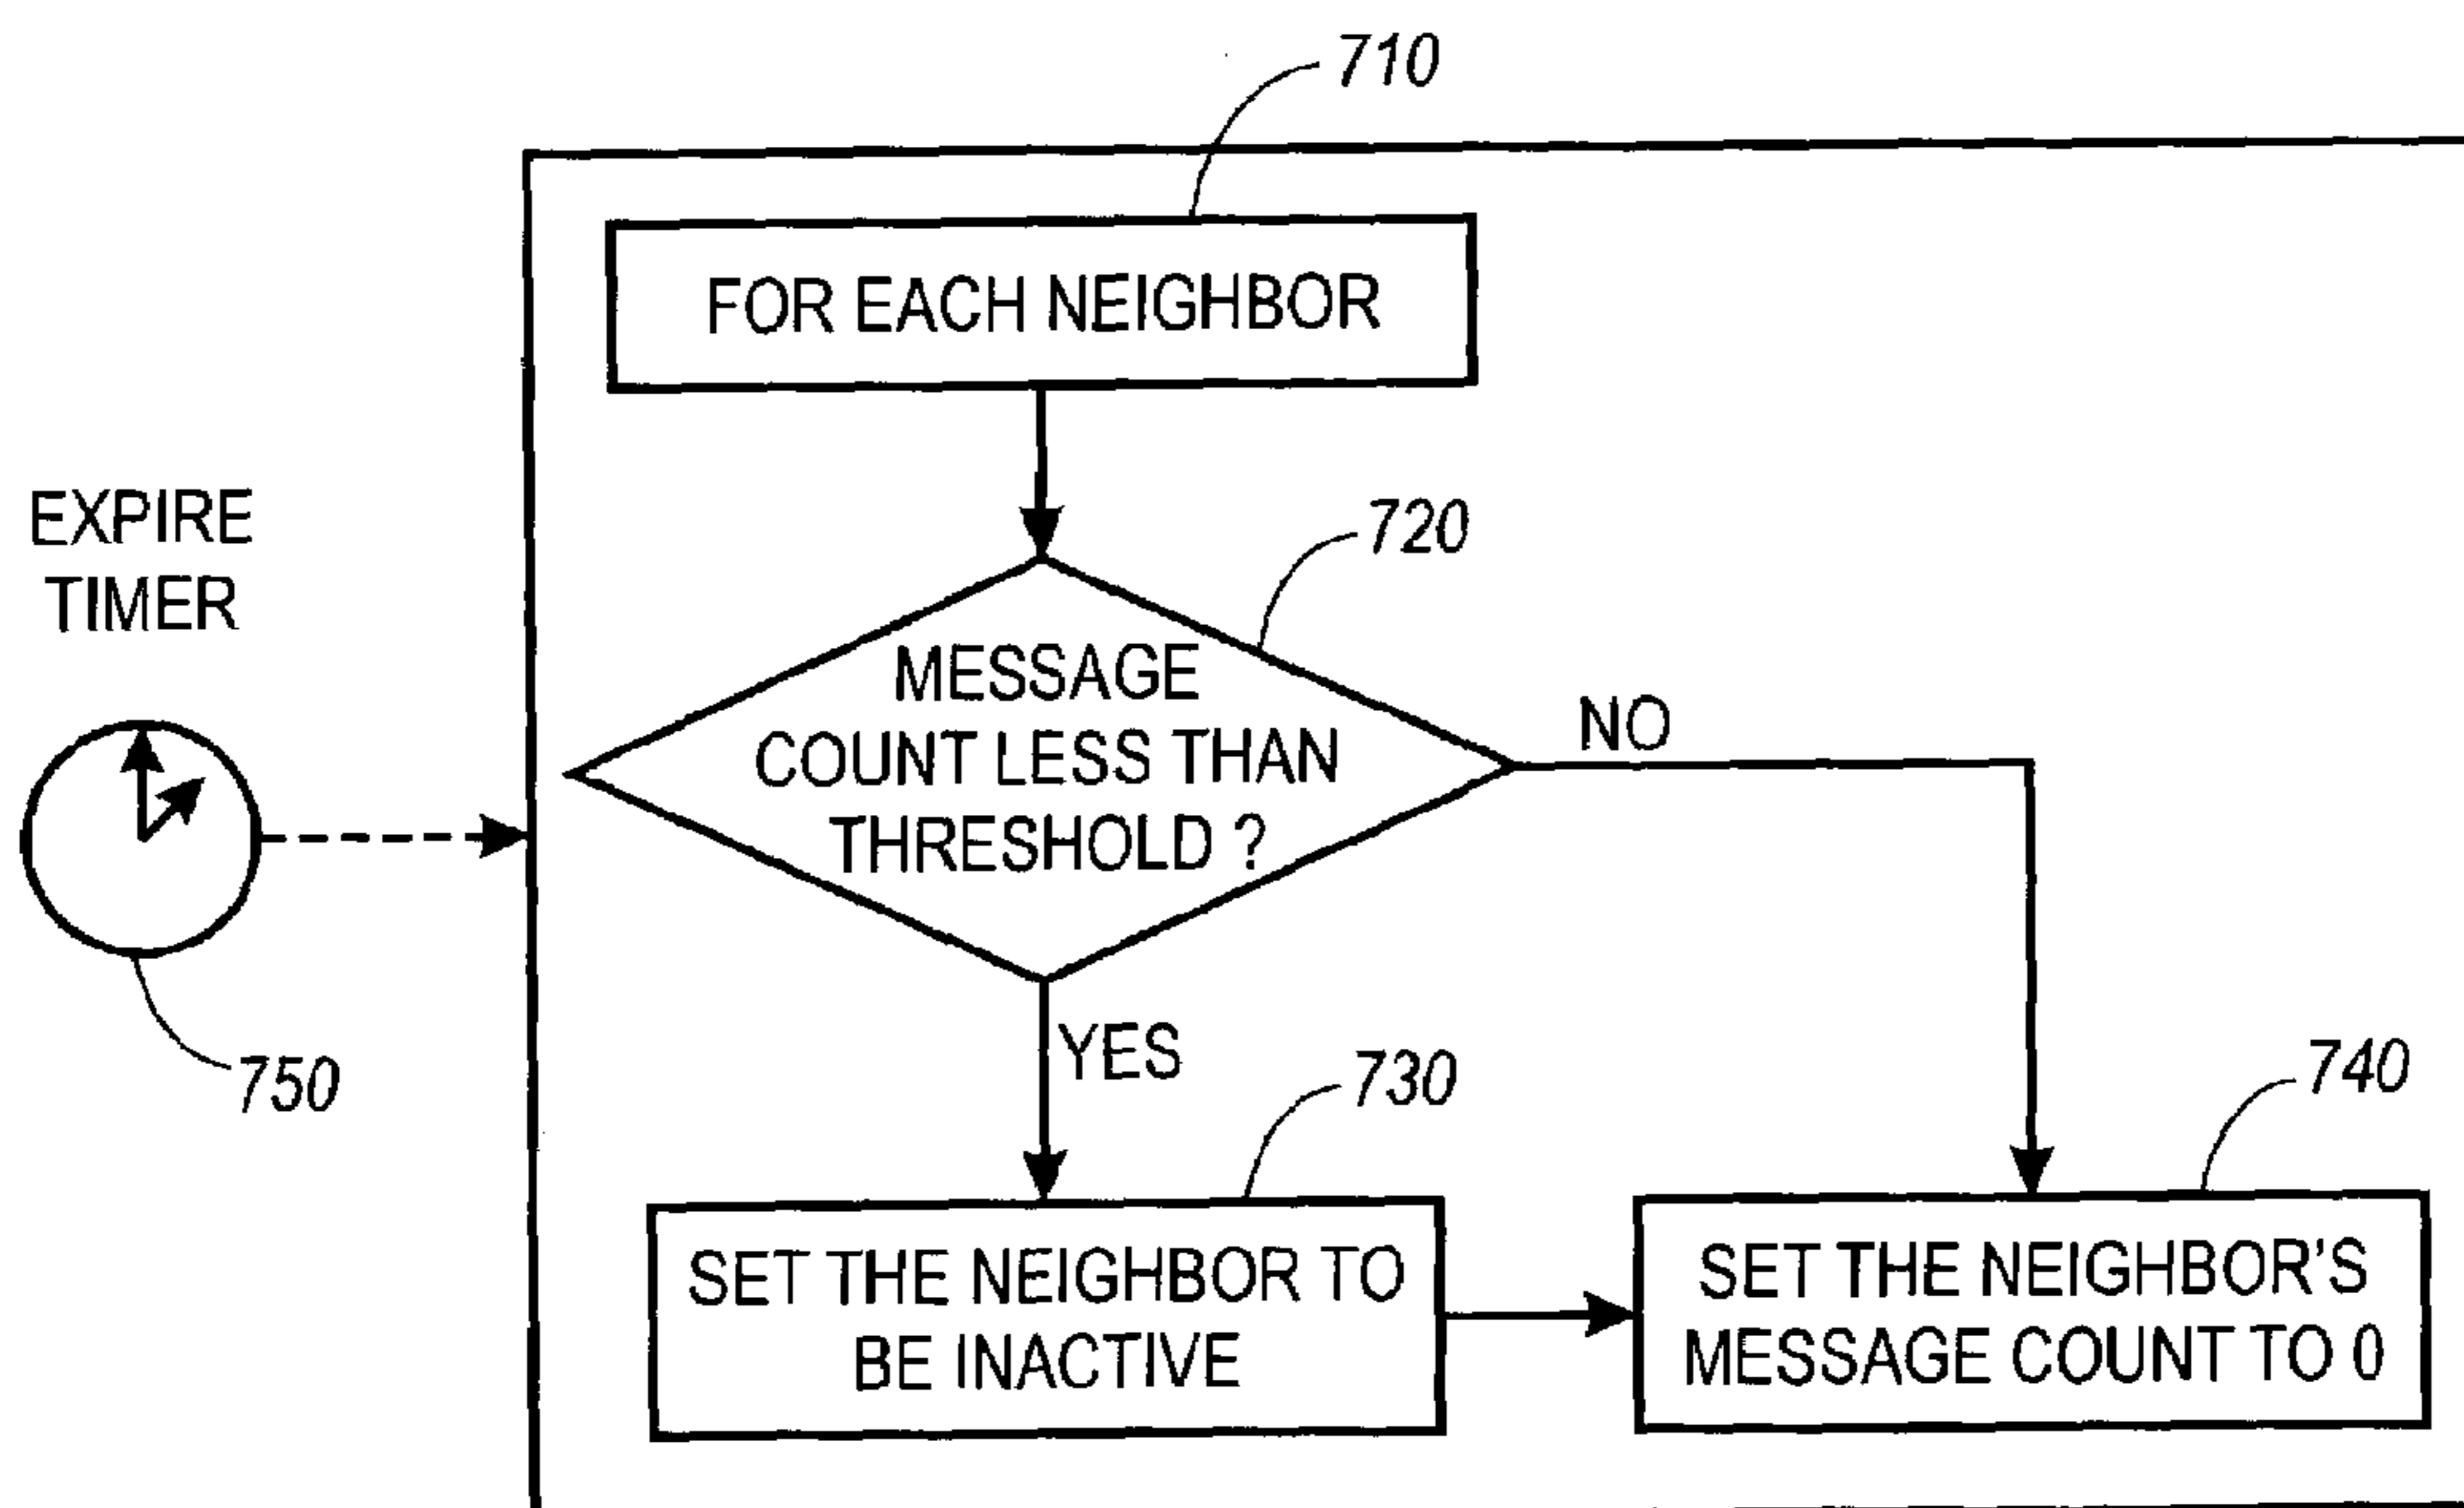 710
FOR EACH NEIGHBOR
EXPIRE
TIMER
720
MESSAGE
COUNT LESS THAN
THRESHOLD ?
NO
YES
750
730
740
SET THE NEIGHBOR TO
BE INACTIVE
SET THE NEIGHBOR'S
MESSAGE COUNT TO 0